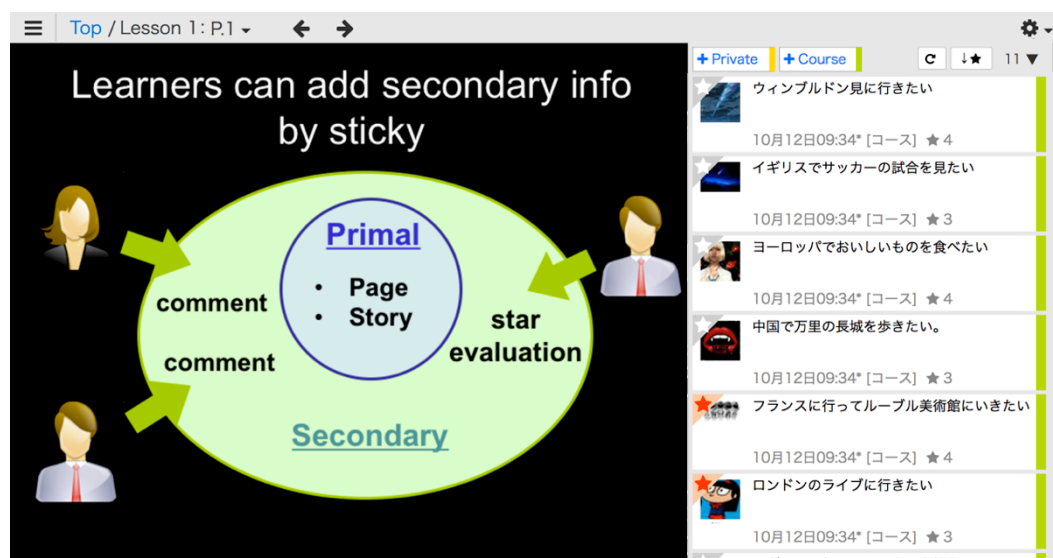 Top / Lesson 1: P.1
Learners can add secondary info
by sticky
Primal
• Page
• Story
comment
comment
star
evaluation
Secondary
+ Private
+ Course
11 ▼
ウィンブルドン見に行きたい
10月12日09:34* [コース] ★ 4
イギリスでサッカーの試合を見たい
10月12日09:34* [コース] ★ 3
ヨーロッパでおいしいものを食べたい
10月12日09:34* [コース] ★ 4
中国で万里の長城を歩きたい。
10月12日09:34* [コース] ★ 3
フランスに行ってルーブル美術館にいきたい
10月12日09:34* [コース] ★ 4
ロンドンのライブに行きたい
10月12日09:34* [コース] ★ 3